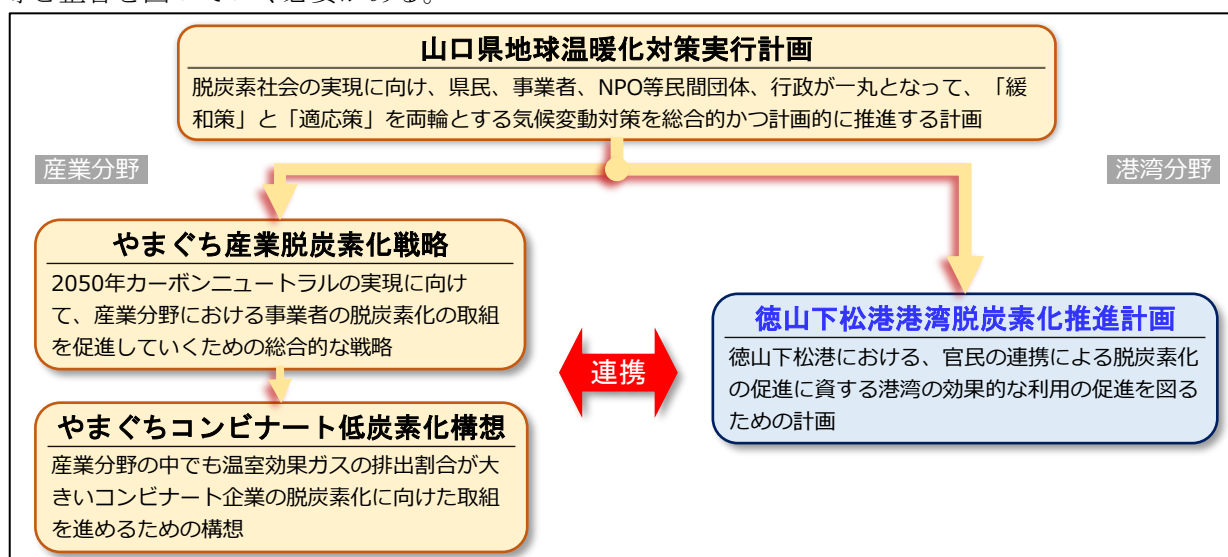 山口県地球温暖化対策実行計画
脱炭素社会の実現に向け、県民、事業者、NPO等民間団体、行政が一丸となって、「緩
和策」と「適応策」を両輪とする気候変動対策を総合的かつ計画的に推進する計画
産業分野
港湾分野
やまぐち産業脱炭素化戦略
2050年カーボンニュートラルの実現に向け
て、産業分野における事業者の脱炭素化の取組
を促進していくための総合的な戦略
連携
徳山下松港港湾脱炭素化推進計画
徳山下松港における、官民の連携による脱炭素化
の促進に資する港湾の効果的な利用の促進を図る
ための計画
やまぐちコンビナート低炭素化構想
産業分野の中でも温室効果ガスの排出割合が大
きいコンビナート企業の脱炭素化に向けた取組
を進めるための構想